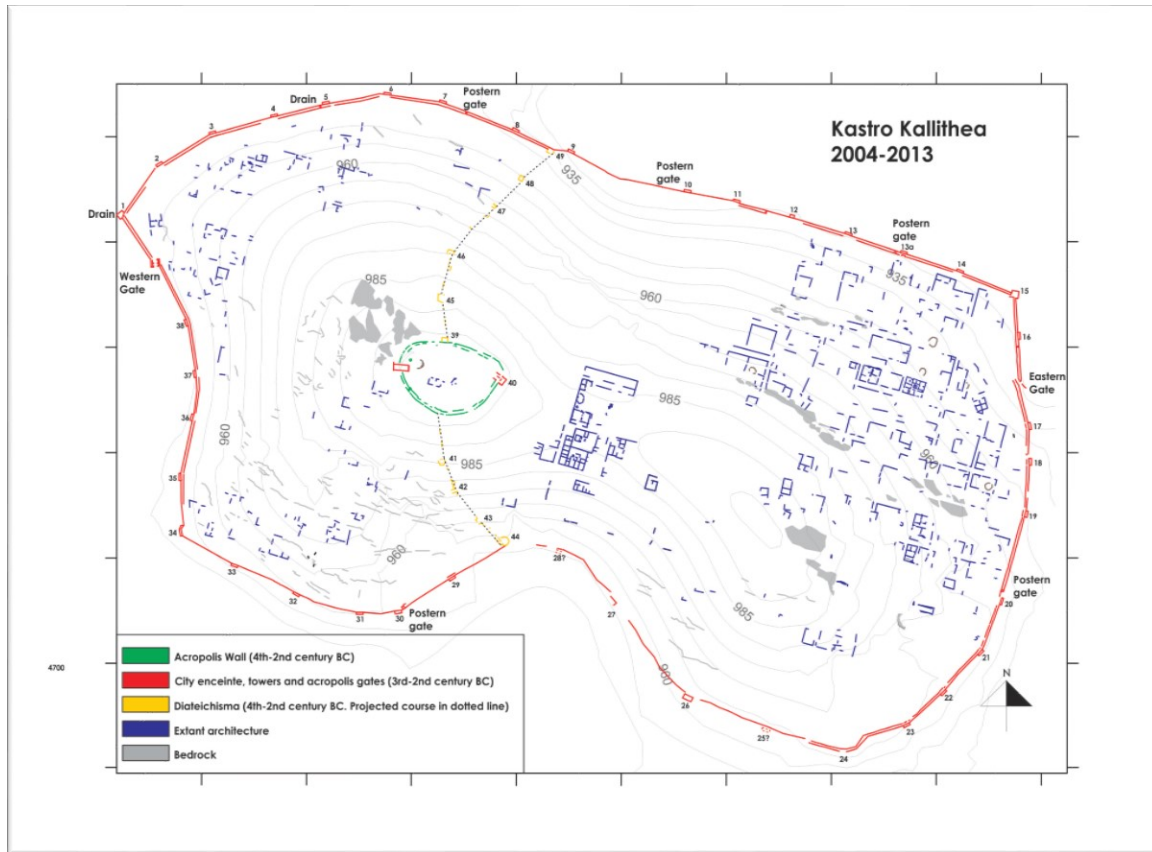 Kastro Kallithea
2004-2013
6
5
Drain
7
Postern
gate
4
3
8
2
49
9
960
935
48
Postern
gate
10
1
11
47
12
Drain
Postern
gate
13
13a
46
14
Western
Gate
985
935
15
45
960
38
16
39
37
40
Eastern
Gate
985
36
17
960
41
985
960
18
35
42
43
19
34
44
960
28?
33
29
Postern
gate
20
32
27
31
30
Postern
gate
985
21
Acropolis Wall (4th-2nd century BC)
4700
960
N
City enceinte, towers and acropolis gates (3rd-2nd century BC)
22
Diateichisma (4th-2nd century BC. Projected course in dotted line)
26
23
Extant architecture
25?
Bedrock
24